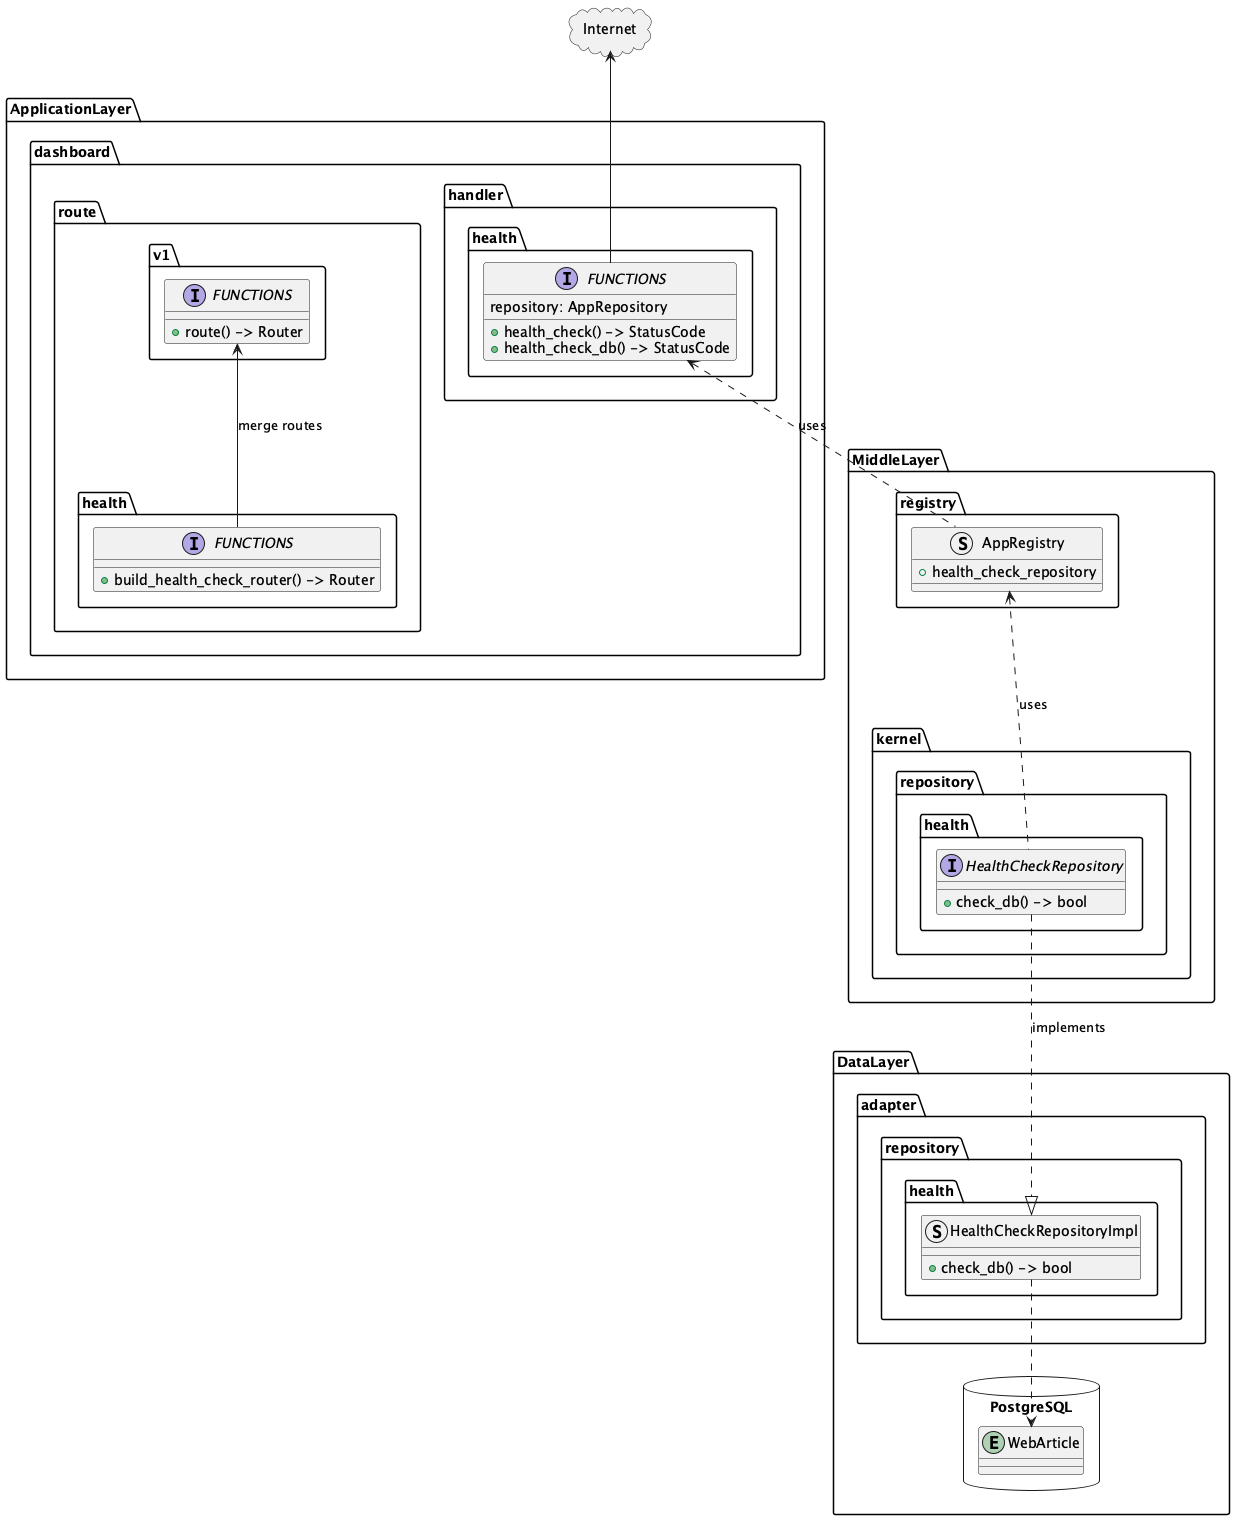 Internet
ApplicationLayer
dashboard
handler
route
health
v1
I FUNCTIONS
repository: AppRepository
health_check() -> StatusCode
health_check_db() -> StatusCode
I FUNCTIONS
route() -> Router
merge routes
uses
MiddleLayer
health
registry
I FUNCTIONS
build_health_check_router() -> Router
S AppRegistry
health_check_repository
uses
kernel
repository
health
I HealthCheckRepository
check_db() -> bool
implements
DataLayer
adapter
repository
health
S HealthCheckRepositoryImpl
check_db() -> bool
PostgreSQL
E WebArticle